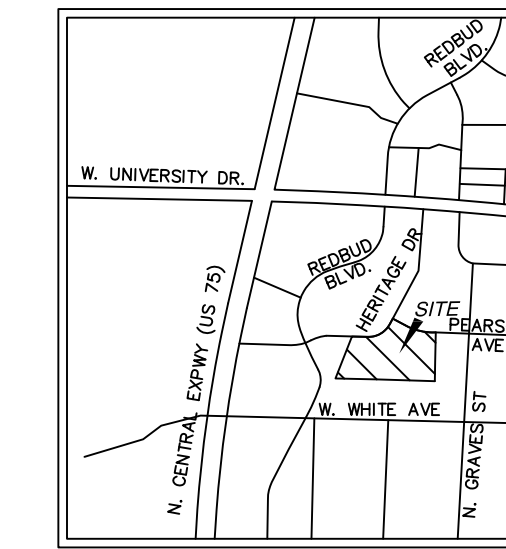 REDBUD
BLVD.
W. UNIVERSITY DR.
REDBUD
BLVD.
HERITAGE DR
N. CENTRAL EXPWY (US 75)
SITE
PEARS
AVE
W. WHITE AVE
N. GRAVES ST